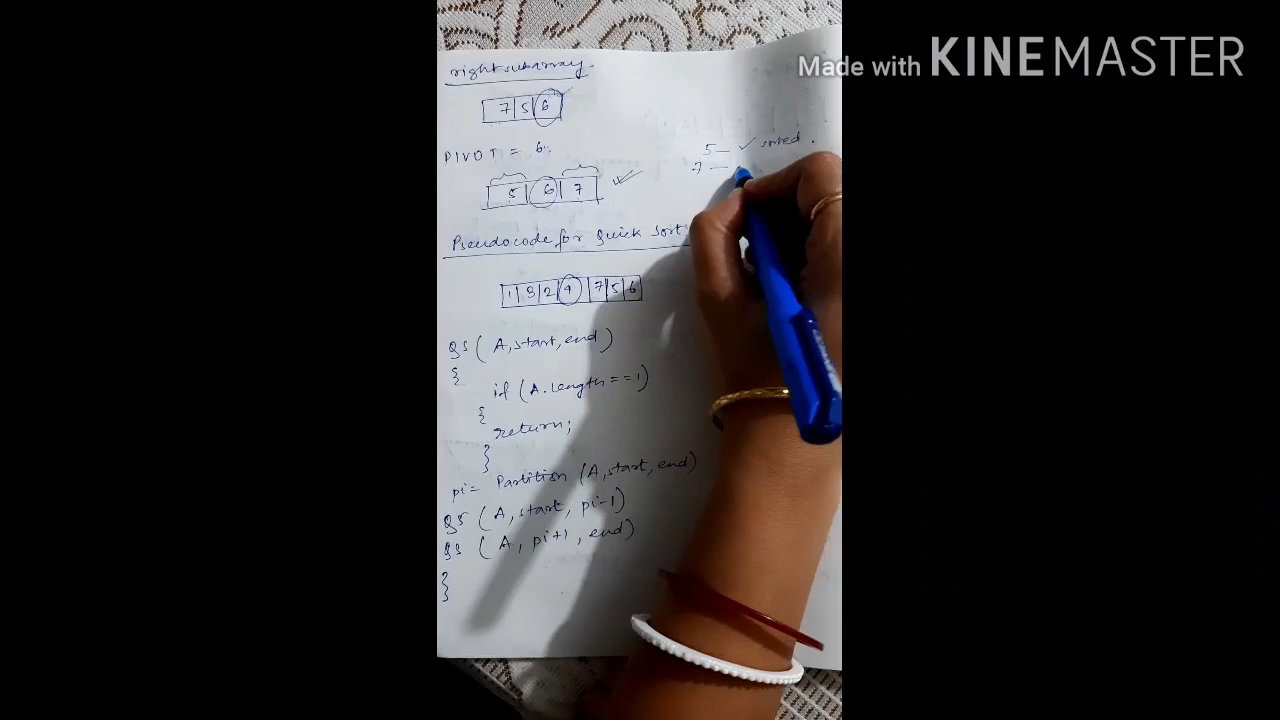 Made with KINEMASTER
right subarray.
7 5 6
PIVOT = 6.
5 — ✓ sorted.
7 —
5 6 7
Pseudocode for Quick Sort
1 3 2 4 7 5 6
QS ( A, start, end )
{
if (A.length == 1)
{
return;
}
pi = Partition (A, start, end)
QS ( A, start, pi-1)
QS ( A, pi+1, end)
}